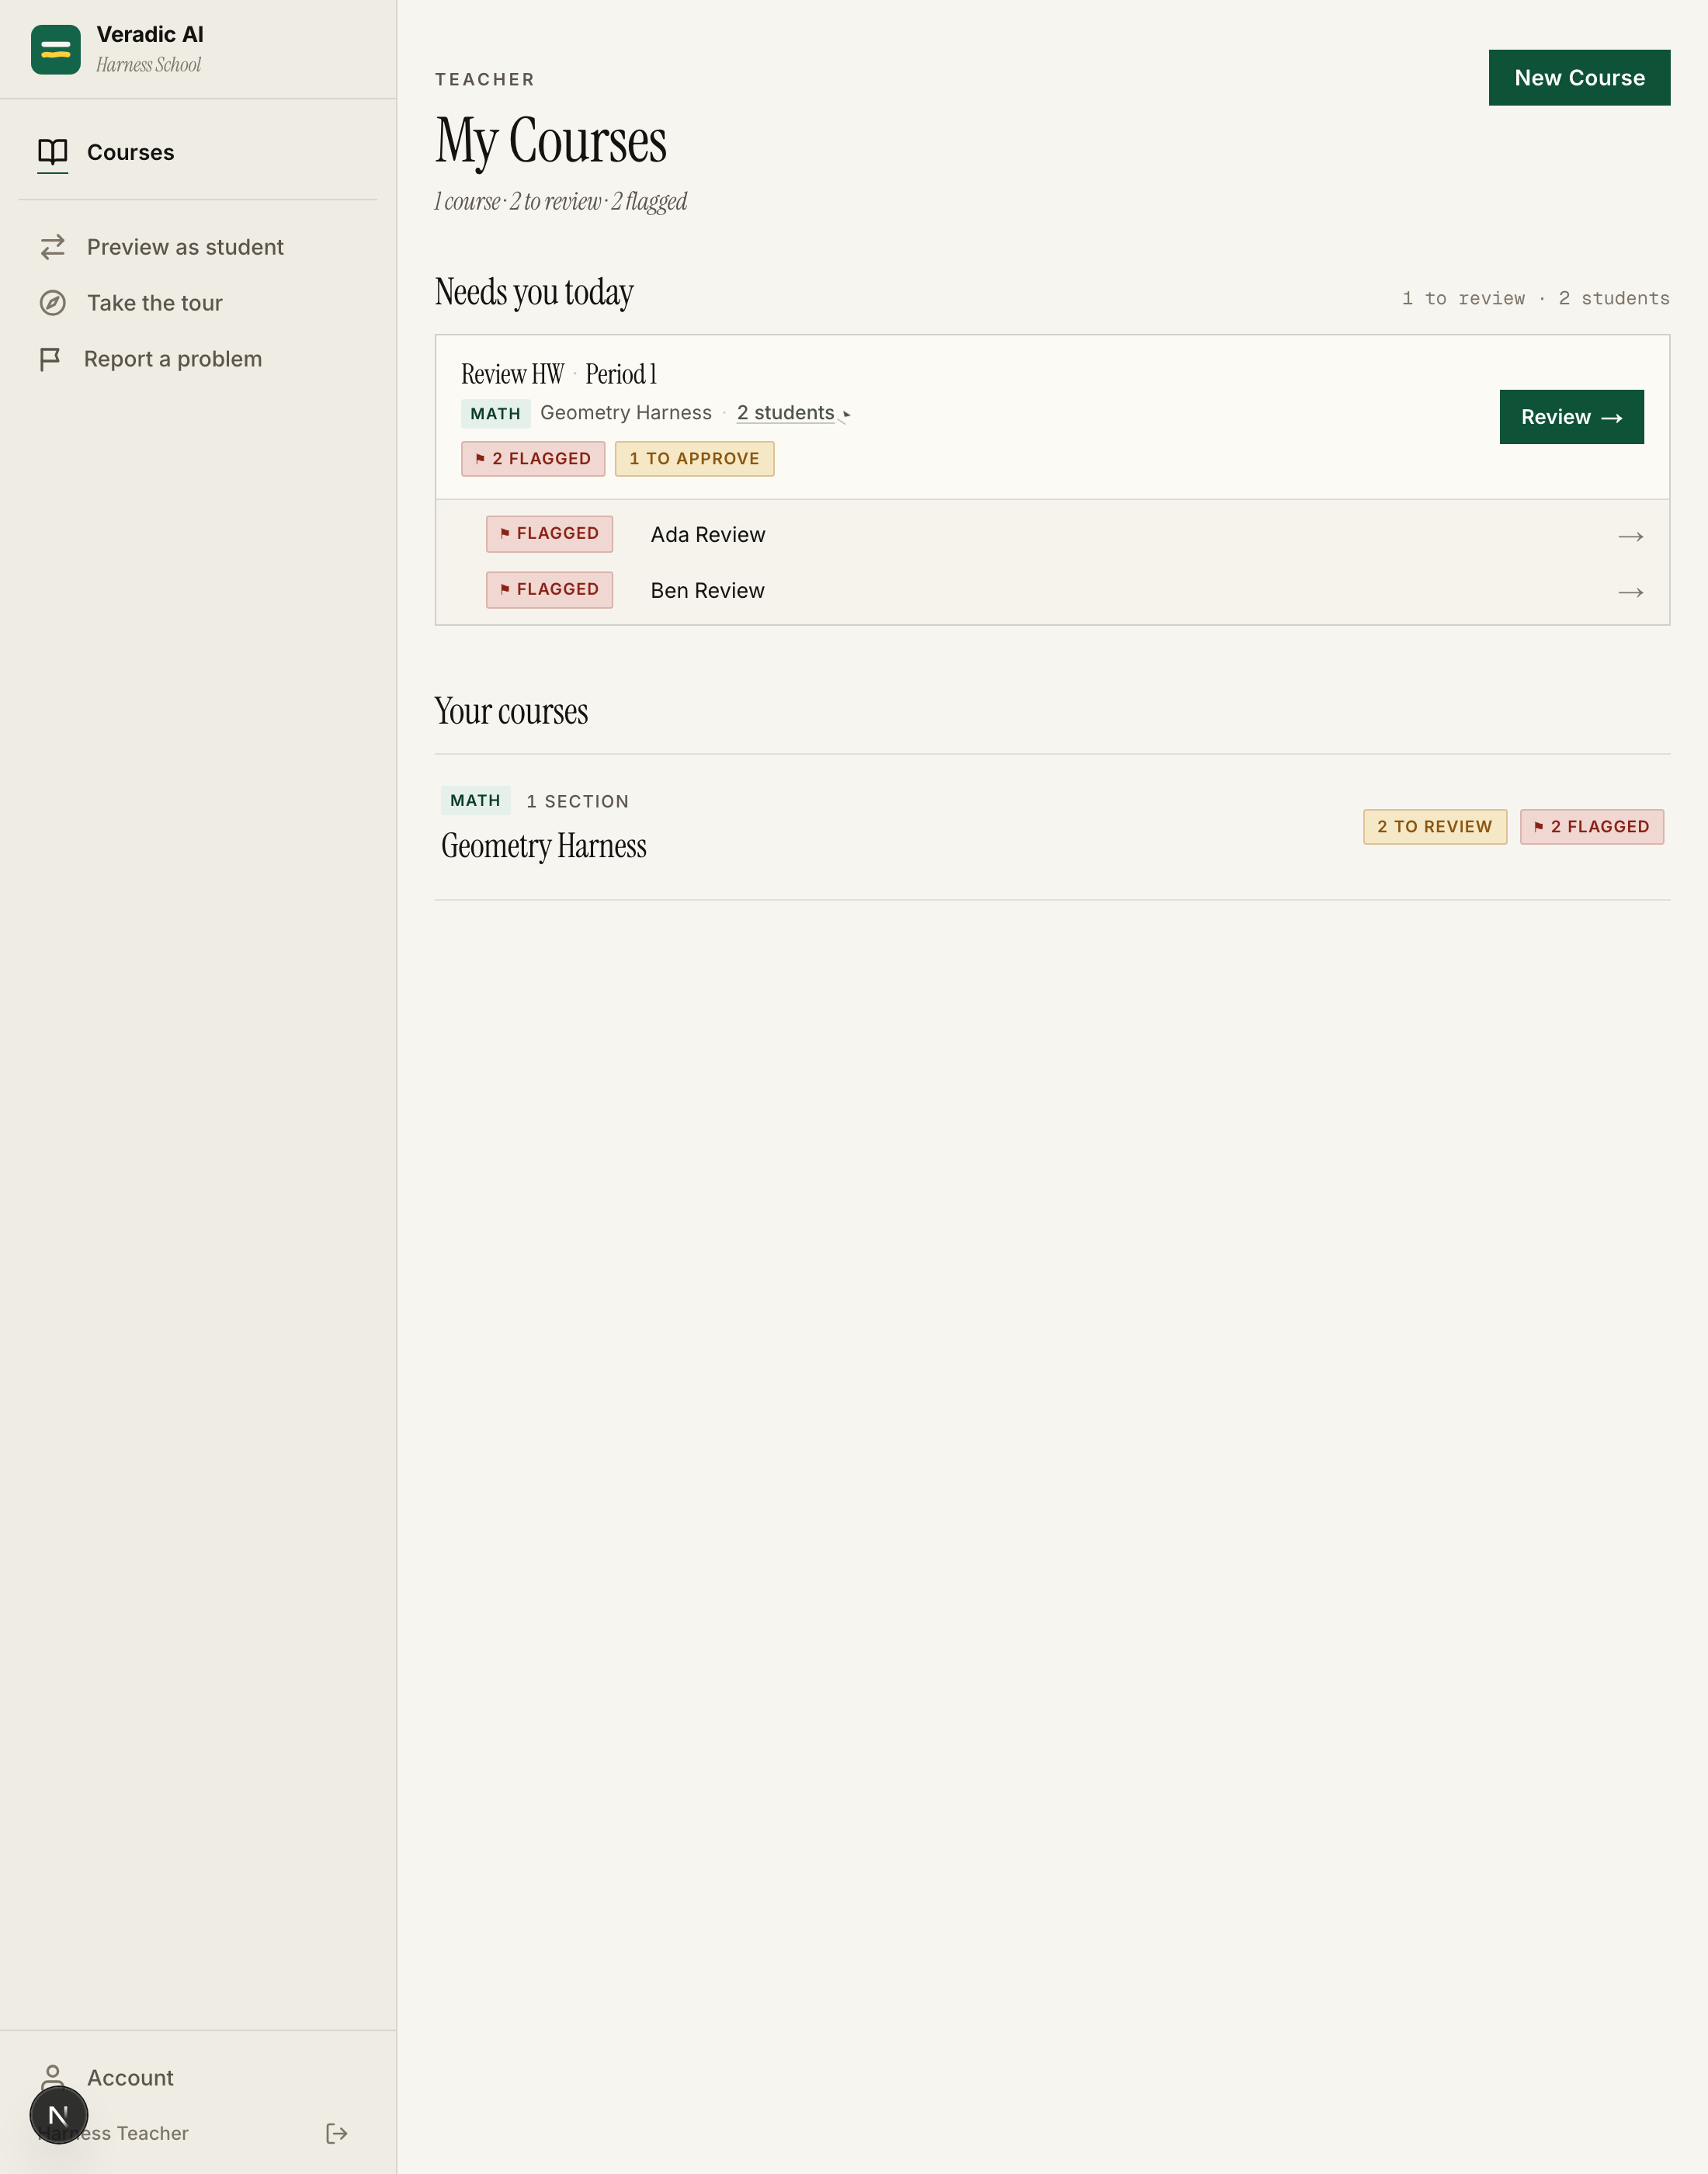 Veradic AI
Harness School
Courses
Preview as student
Take the tour
Report a problem
TEACHER
New Course
My Courses
1 course · 2 to review · 2 flagged
Needs you today
1 to review · 2 students
Review HW · Period 1
MATH Geometry Harness · 2 students
Review →
2 FLAGGED 1 TO APPROVE
FLAGGED Ada Review →
FLAGGED Ben Review →
Your courses
MATH 1 SECTION
2 TO REVIEW 2 FLAGGED
Geometry Harness
Account
N
Harness Teacher